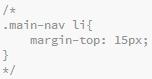 /*
.main-nav li{
    margin-top: 15px;
}
*/